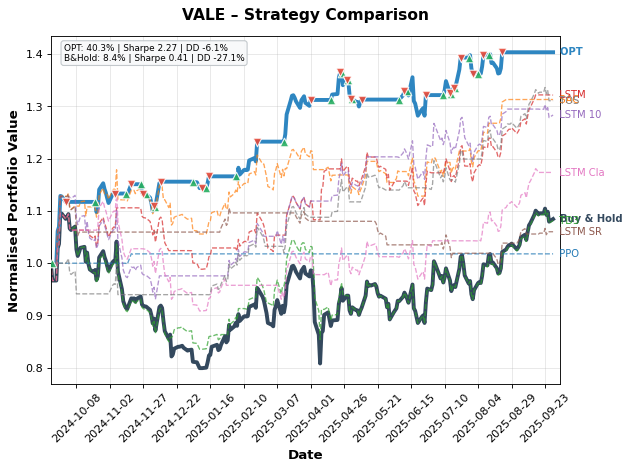 VALE – Strategy Comparison
OPT: 40.3% | Sharpe 2.27 | DD -6.1%
B&Hold: 8.4% | Sharpe 0.41 | DD -27.1%
Normalised Portfolio Value
1.4
1.3
1.2
1.1
1.0
0.9
0.8
OPT
LSTM
LSTM 10
LSTM Cla
Buy & Hold
LSTM SR
PPO
2024-10-08
2024-11-02
2024-11-27
2024-12-22
2025-01-16
2025-02-10
2025-03-07
2025-04-01
2025-04-26
2025-05-21
2025-06-15
2025-07-10
2025-08-04
2025-08-29
2025-09-23
Date